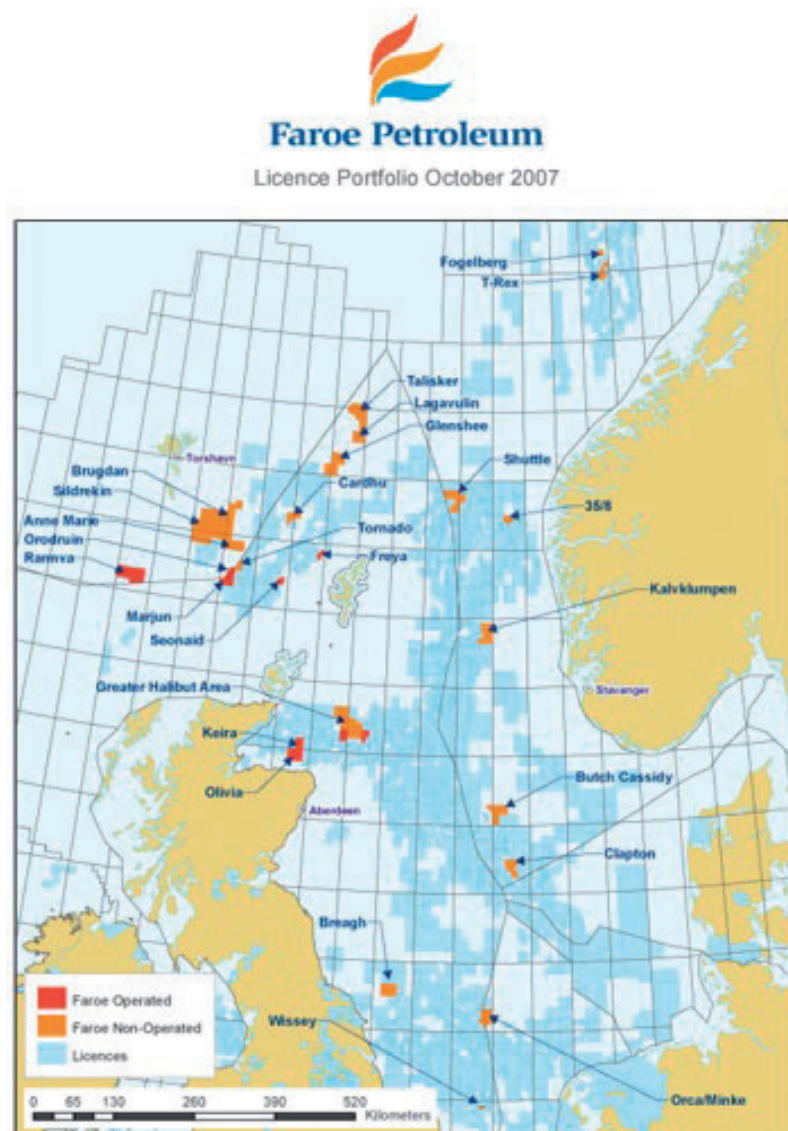 Faroe Petroleum
Licence Portfolio October 2007
Fogelberg
T-Rex
Talisker
Lagavulin
Glenshee
Torshavn
Shuttle
Brugdan
Cardhu
Sildrekin
35/8
Anne Marie
Tornado
Orodruin
Freya
Rannva
Kalvklumpen
Marjun
Seonaid
Greater Halibut Area
Stavanger
Keira
Butch Cassidy
Olivia
Aberdeen
Clapton
Breagh
Faroe Operated
Faroe Non-Operated
Wissey
Licences
Orca/Minke
0 65 130 260 390 520
Kilometers